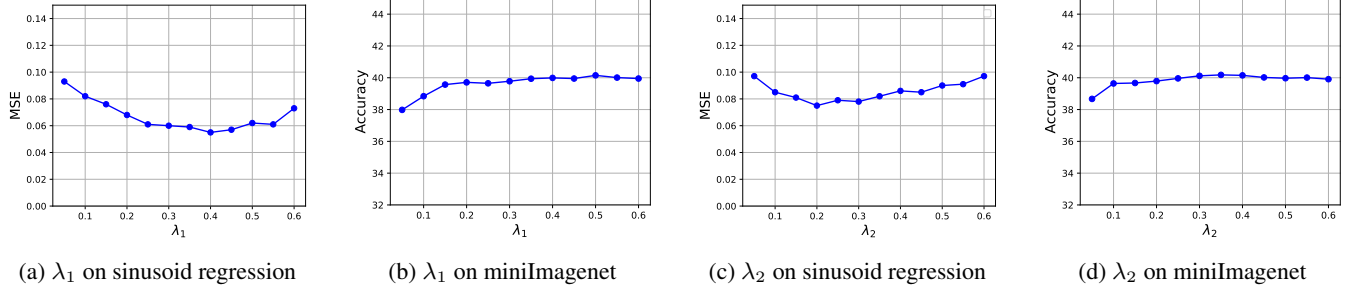 0.14
0.12
0.10
0.08
0.06
0.04
0.02
0.00
MSE
0.1 0.2 0.3 0.4 0.5 0.6
λ1
(a) λ1 on sinusoid regression
44
42
40
38
36
34
32
Accuracy
0.1 0.2 0.3 0.4 0.5 0.6
λ1
(b) λ1 on miniImagenet
0.14
0.12
0.10
0.08
0.06
0.04
0.02
0.00
MSE
0.1 0.2 0.3 0.4 0.5 0.6
λ2
(c) λ2 on sinusoid regression
44
42
40
38
36
34
32
Accuracy
0.1 0.2 0.3 0.4 0.5 0.6
λ2
(d) λ2 on miniImagenet